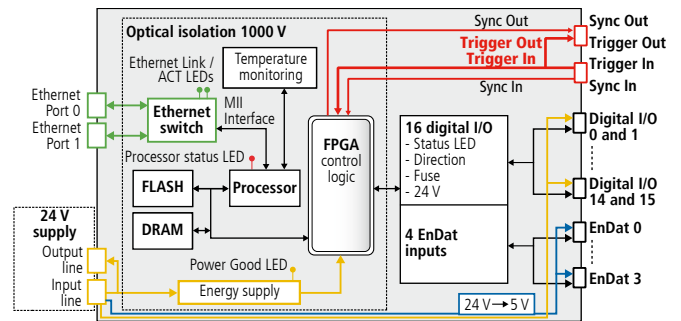 Optical isolation 1000 V
Sync Out
Sync Out
Trigger Out
Trigger Out
Trigger In
Trigger In
Sync In
Sync In
Ethernet Link /
ACT LEDs
Temperature
monitoring
Ethernet
Port 0
Ethernet
Port 1
Ethernet
switch
MII
Interface
Processor status LED
FPGA
control
logic
16 digital I/O
- Status LED
- Direction
- Fuse
- 24 V
Digital I/O
0 and 1
FLASH
Processor
Digital I/O
14 and 15
DRAM
24 V
supply
Output
line
Input
line
Power Good LED
Energy supply
4 EnDat
inputs
EnDat 0
EnDat 3
24 V→5 V